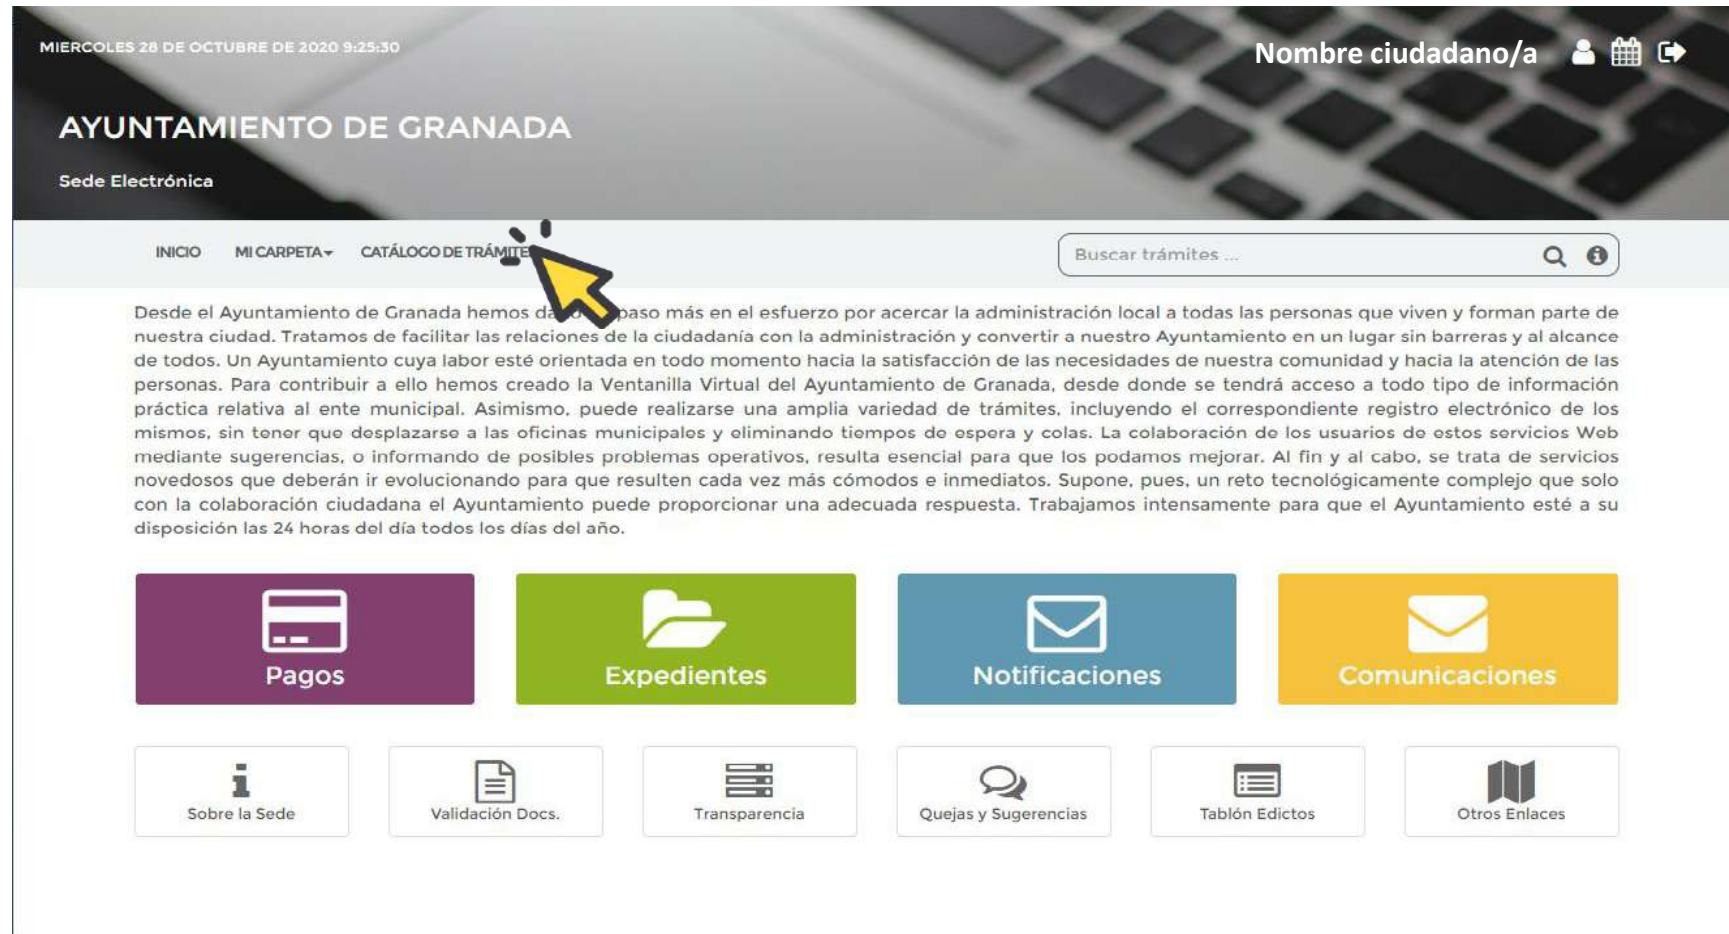 MIERCOLES 28 DE OCTUBRE DE 2020 9:25:30
Nombre ciudadano/a
AYUNTAMIENTO DE GRANADA
Sede Electrónica
INICIO MI CARPETA CATÁLOGO DE
Buscar trámites ...
Desde el Ayuntamiento de Granada hemos paso más en el esfuerzo por acercar la administración local a todas las personas que viven y forman parte de
nuestra ciudad. Tratamos de facilitar las relaciones de la ciudadanía con la administración y convertir a nuestro Ayuntamiento en un lugar sin barreras y al alcance
de todos. Un Ayuntamiento cuya labor esté orientada en todo momento hacia la satisfacción de las necesidades de nuestra comunidad y hacia la atención de las
personas. Para contribuir a ello hemos creado la Ventanilla Virtual del Ayuntamiento de Granada, desde donde se tendrá acceso a todo tipo de información
práctica relativa al ente municipal. Asimismo, puede realizarse una amplia variedad de trámites, incluyendo el correspondiente registro electrónico de los
mismos, sin tener que desplazarse a las oficinas municipales y eliminando tiempos de espera y colas. La colaboración de los usuarios de estos servicios Web
mediante sugerencias, o informando de posibles problemas operativos, resulta esencial para que los podamos mejorar. Al fin y al cabo, se trata de servicios
novedosos que deberán ir evolucionando para que resulten cada vez más cómodos e inmediatos. Supone, pues, un reto tecnológicamente complejo que solo
con la colaboración ciudadana el Ayuntamiento puede proporcionar una adecuada respuesta. Trabajamos intensamente para que el Ayuntamiento esté a su
disposición las 24 horas del día todos los días del año.
Pagos Expedientes Notificaciones Comunicaciones
Sobre la Sede Validación Docs. Transparencia Quejas y Sugerencias Tablón Edictos Otros Enlaces